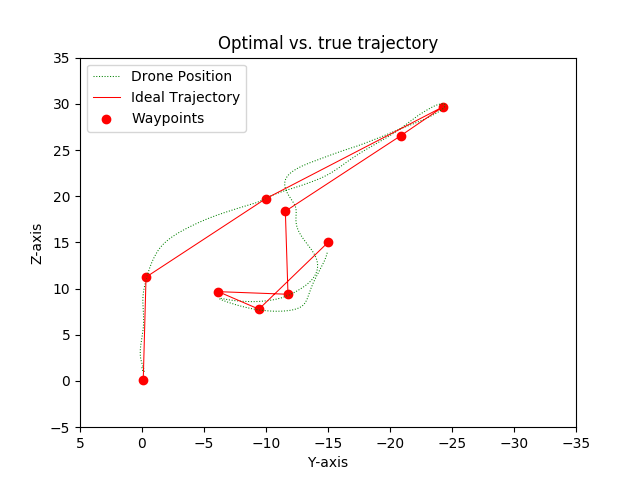 Optimal vs. true trajectory
Drone Position
Ideal Trajectory
Waypoints
Z-axis
35
30
25
20
15
10
5
0
−5
5 0 −5 −10 −15 −20 −25 −30 −35
Y-axis